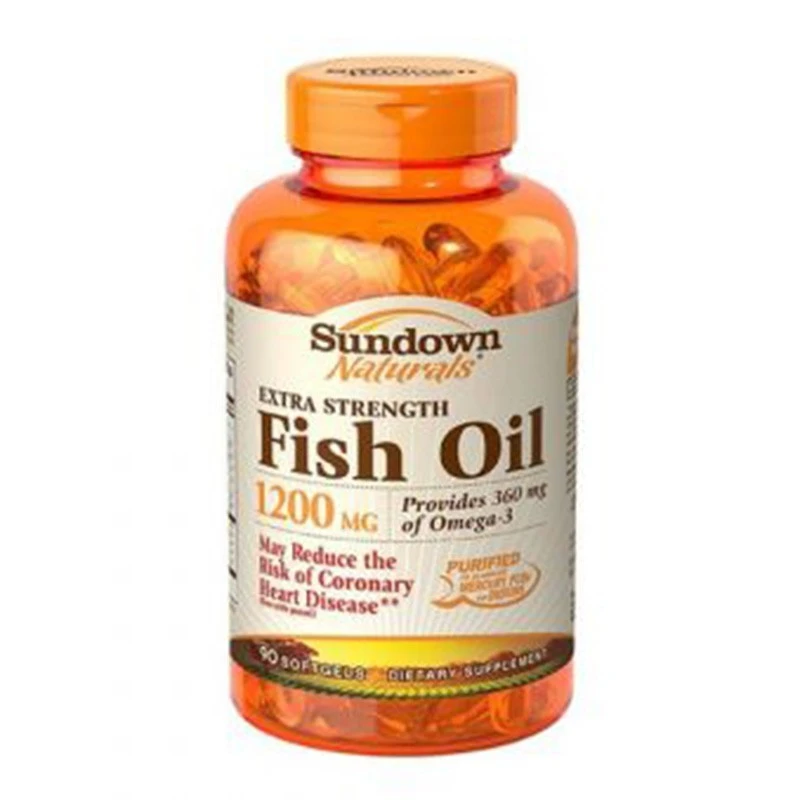 Sundown
Naturals®
EXTRA STRENGTH
Fish Oil
1200 MG
Provides 360 mg
of Omega-3
May Reduce the
Risk of Coronary
Heart Disease**
PURIFIED
MERCURY
90 SOFTGELS DIETARY SUPPLEMENT